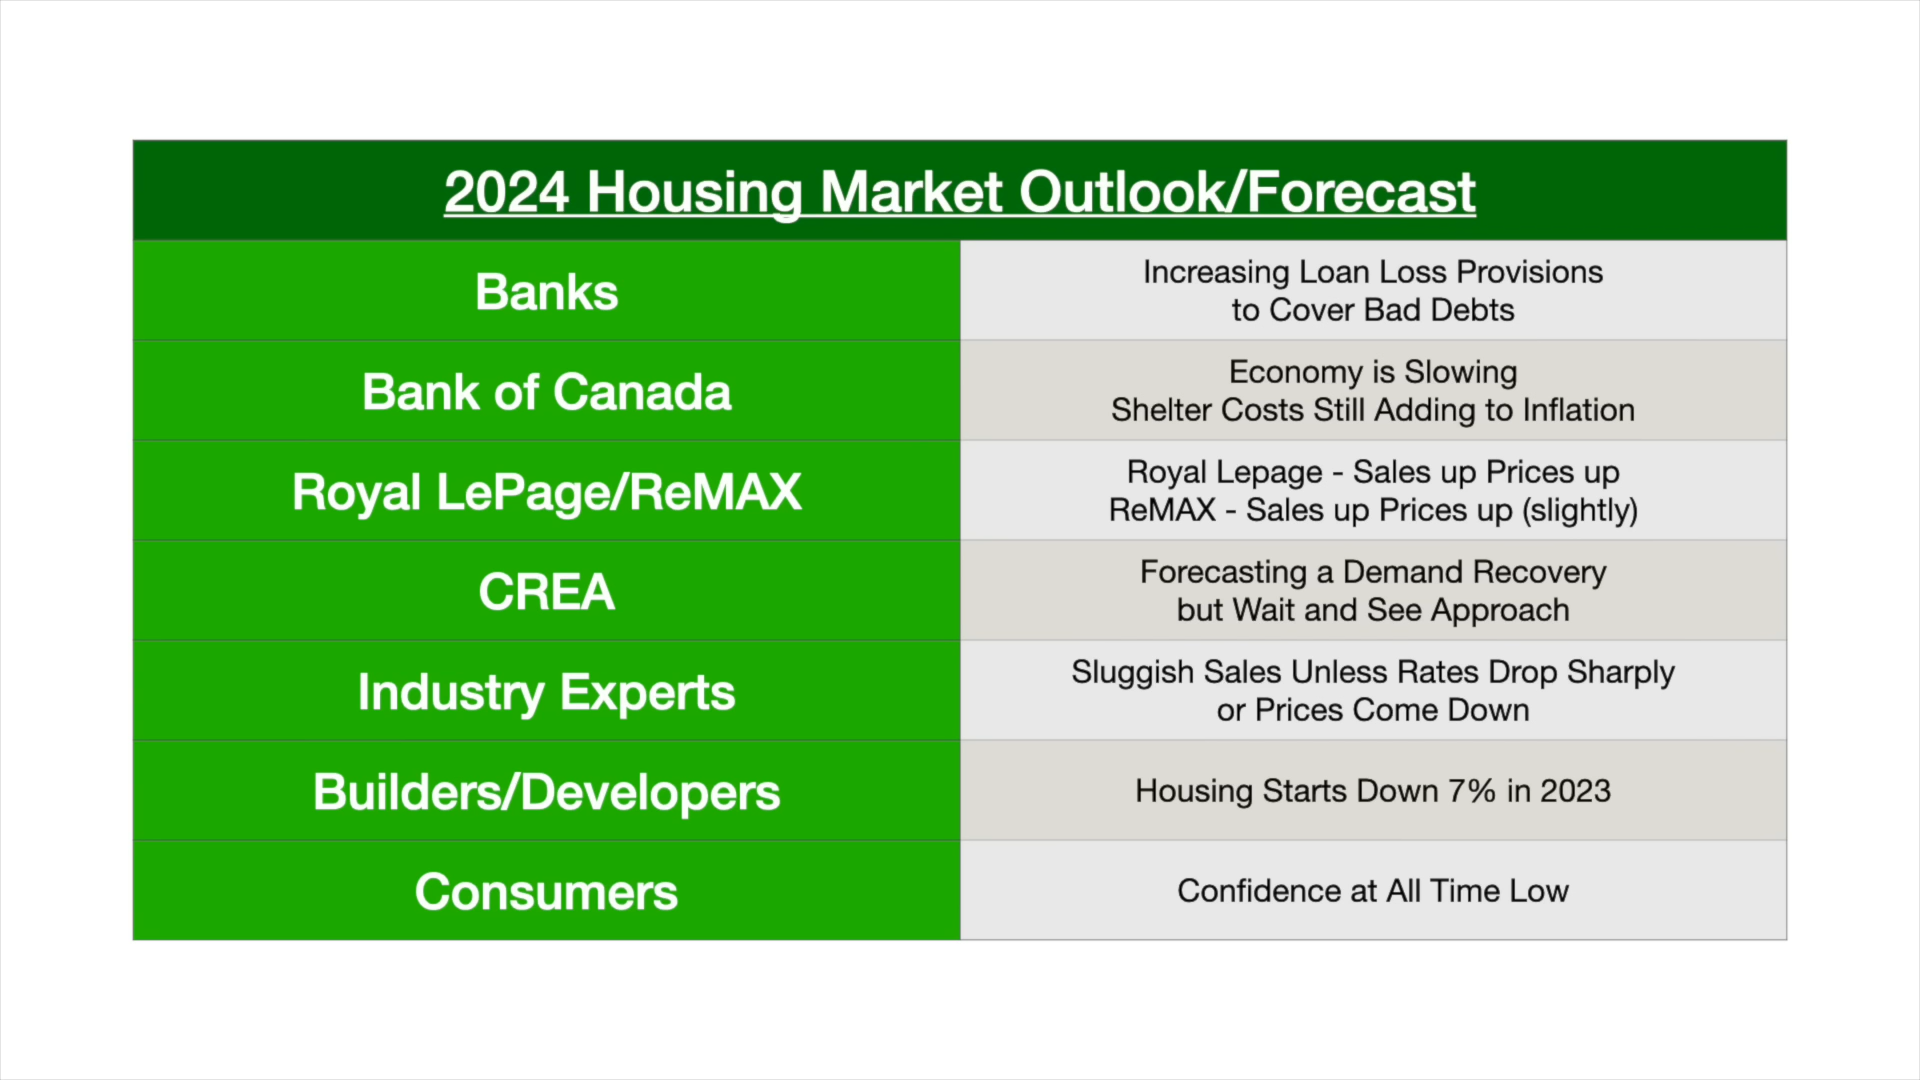 2024 Housing Market Outlook/Forecast
Banks
Increasing Loan Loss Provisions
to Cover Bad Debts
Bank of Canada
Economy is Slowing
Shelter Costs Still Adding to Inflation
Royal LePage/ReMAX
Royal Lepage - Sales up Prices up
ReMAX - Sales up Prices up (slightly)
CREA
Forecasting a Demand Recovery
but Wait and See Approach
Industry Experts
Sluggish Sales Unless Rates Drop Sharply
or Prices Come Down
Builders/Developers
Housing Starts Down 7% in 2023
Consumers
Confidence at All Time Low